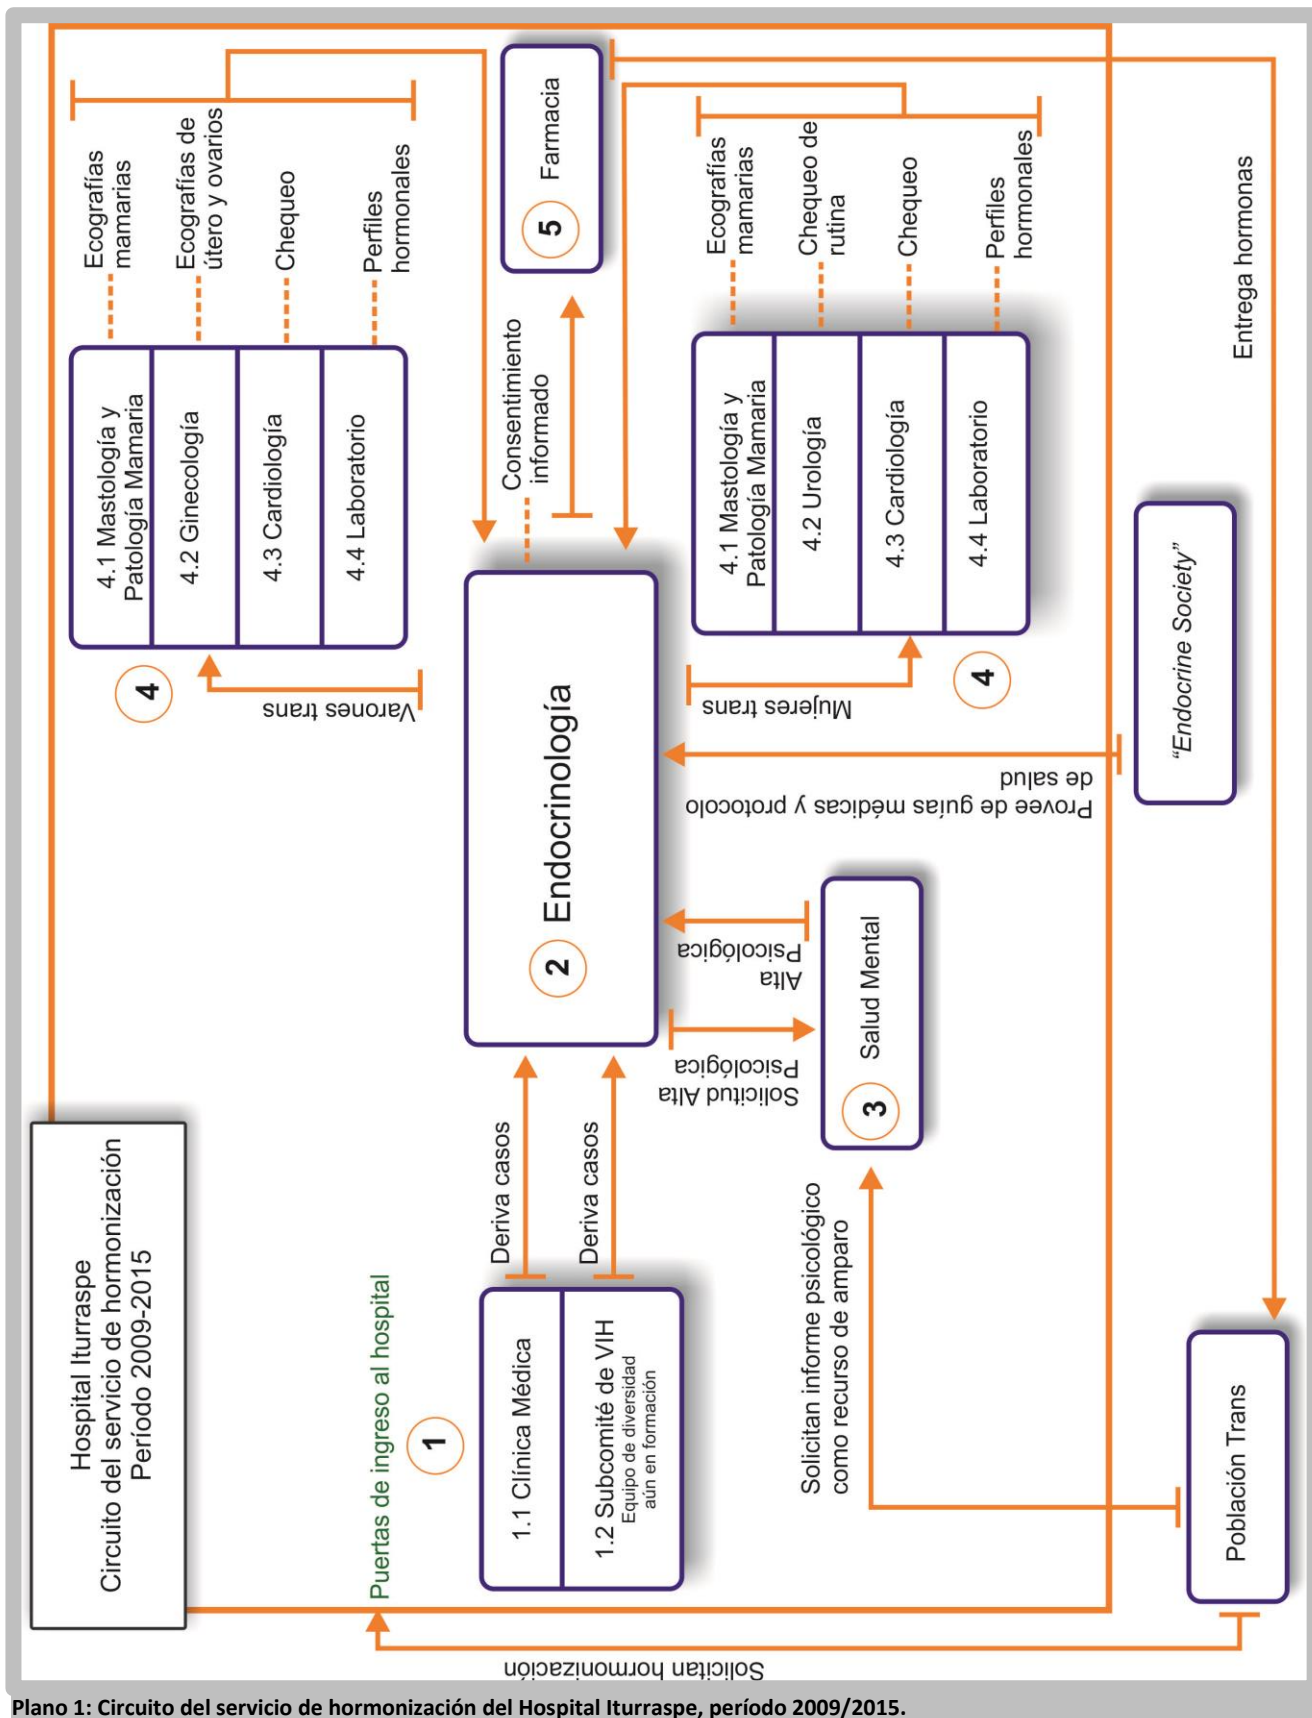 Hospital Iturraspe
Circuito del servicio de hormonización
Período 2009-2015
Solicitan hormonización
Puertas de ingreso al hospital
1
1.1 Clínica Médica
1.2 Subcomité de VIH
Equipo de diversidad
aún en formación
Deriva casos
Deriva casos
2 Endocrinología
Consentimiento
informado
Solicitud Alta
Psicológica
Alta
Psicológica
3 Salud Mental
Solicitan informe psicológico
como recurso de amparo
Población Trans
Provee de guías médicas y protocolo
de salud
“Endocrine Society”
Varones trans
4
4.1 Mastología y
Patología Mamaria
4.2 Ginecología
4.3 Cardiología
4.4 Laboratorio
Ecografías
mamarias
Ecografías de
útero y ovarios
Chequeo
Perfiles
hormonales
5 Farmacia
Mujeres trans
4
4.1 Mastología y
Patología Mamaria
4.2 Urología
4.3 Cardiología
4.4 Laboratorio
Ecografías
mamarias
Chequeo de
rutina
Chequeo
Perfiles
hormonales
Entrega hormonas
Plano 1: Circuito del servicio de hormonización del Hospital Iturraspe, período 2009/2015.